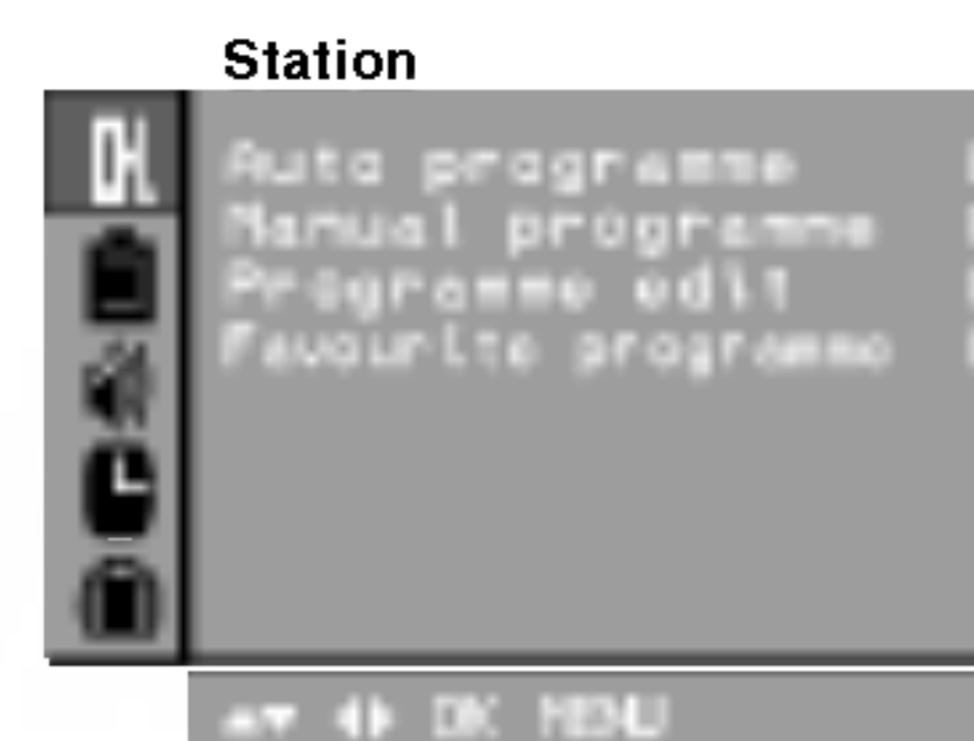 Station
CH.
Auto programme
Manual programme
Programme edit
Favourite programme
▲▼ ◀▶ OK MENU